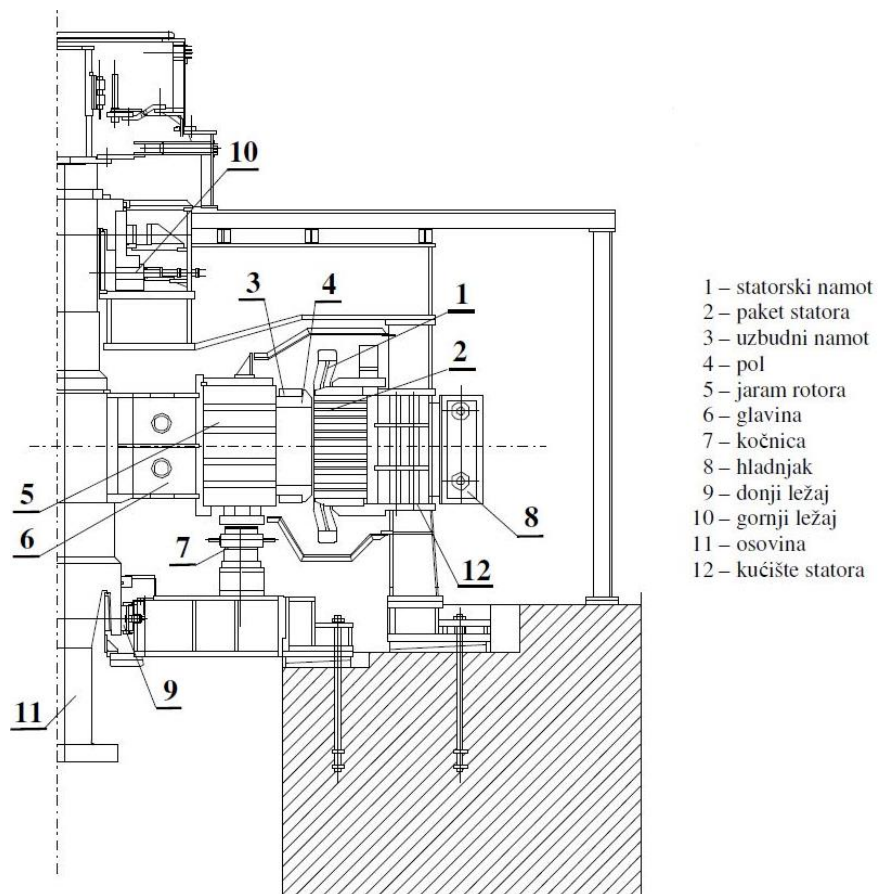 10
3
4
1
2
5
6
7
8
12
9
11
1 – statorski namot
2 – paket statora
3 – uzbudni namot
4 – pol
5 – jaram rotora
6 – glavina
7 – kočnica
8 – hladnjak
9 – donji ležaj
10 – gornji ležaj
11 – osovina
12 – kućište statora